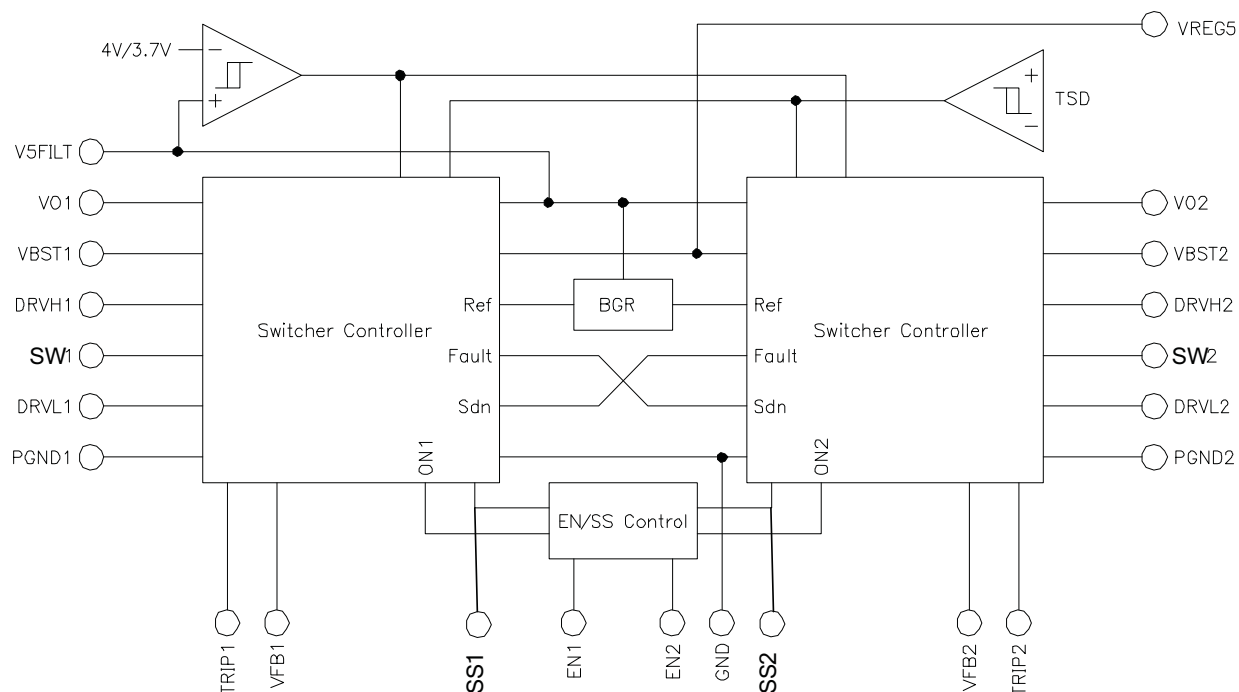 VREG5
4V/3.7V
−
+
+
−
TSD
V5FILT
VO1
VO2
VBST1
VBST2
DRVH1
Ref
BGR
Ref
DRVH2
Switcher Controller
Switcher Controller
SW1
Fault
Fault
SW2
DRVL1
Sdn
Sdn
DRVL2
PGND1
ON1
ON2
PGND2
EN/SS Control
TRIP1
VFB1
SS1
EN1
EN2
GND
SS2
VFB2
TRIP2